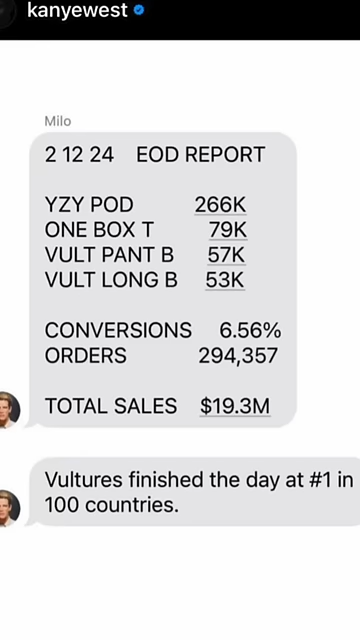 kanyewest
Milo
2 12 24 EOD REPORT
YZY POD 266K
ONE BOX T 79K
VULT PANT B 57K
VULT LONG B 53K
CONVERSIONS 6.56%
ORDERS 294,357
TOTAL SALES $19.3M
Vultures finished the day at #1 in
100 countries.